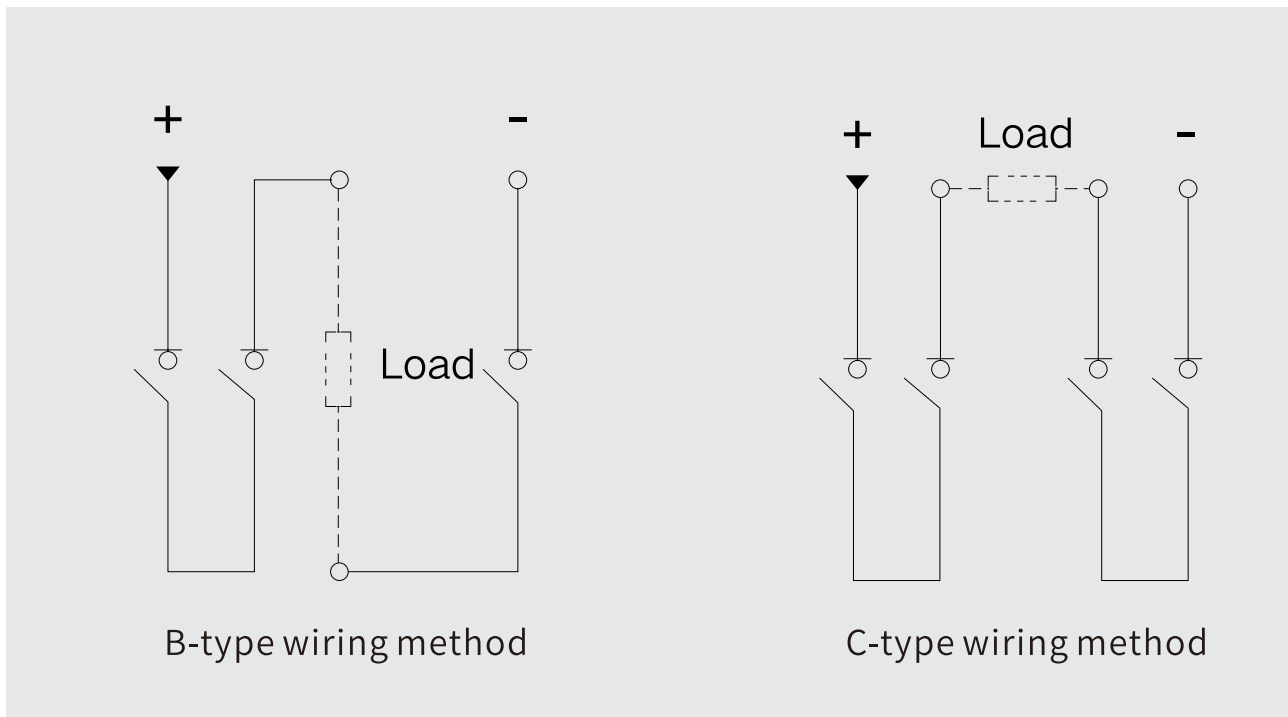 + -
Load
B-type wiring method
+ Load -
C-type wiring method